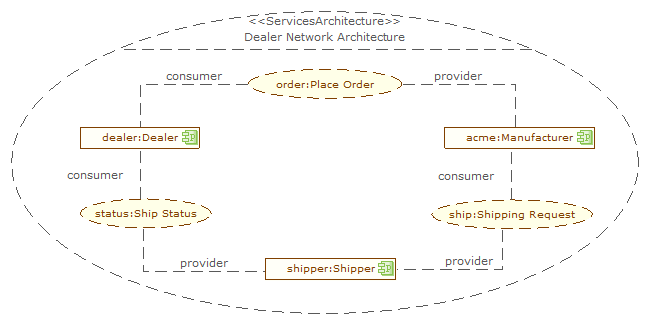 <<ServicesArchitecture>>
Dealer Network Architecture
consumer
order:Place Order
provider
dealer:Dealer
acme:Manufacturer
consumer
consumer
status:Ship Status
ship:Shipping Request
provider
shipper:Shipper
provider